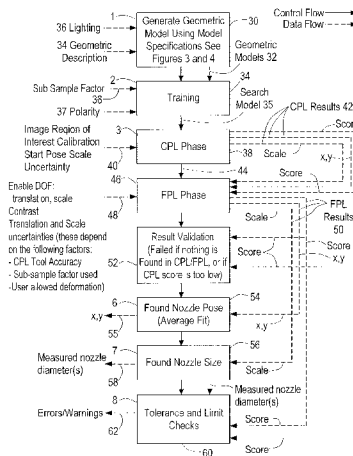 Control Flow
Data Flow
1
30
36 Lighting
Generate Geometric
Model Using Model
Specifications See
Figures 3 and 4
34 Geometric
Description
Geometric
Models 32
2
34
Sub Sample Factor
36
Training
37 Polarity
Search
Model 35
CPL Results 42
Image Region of
Interest Calibration
Start Pose Scale
Uncertainty
40
3
CPL Phase
38
Score
Scale
x,y
44
46
Enable DOF:
translation, scale
Contrast
48
FPL Phase
Score
Scale
FPL
Results
50
Translation and Scale
uncertainties (these depend
on the following factors:
- CPL Tool Accuracy
- Sub-sample factor used
-User allowed deformation)
Result Validation
(Failed if nothing is
Found in CPL/FPL, or if
CPL score is too low)
52
Score
Score
x,y
6
54
Found Nozzle Pose
(Average Fit)
x,y
55
x,y
7
56
Found Nozzle Size
Measured nozzle
diameter(s)
58
Scale
Measured nozzle
diameter(s)
8
Errors/Warnings
62
Tolerance and Limit
Checks
60
Score
Score